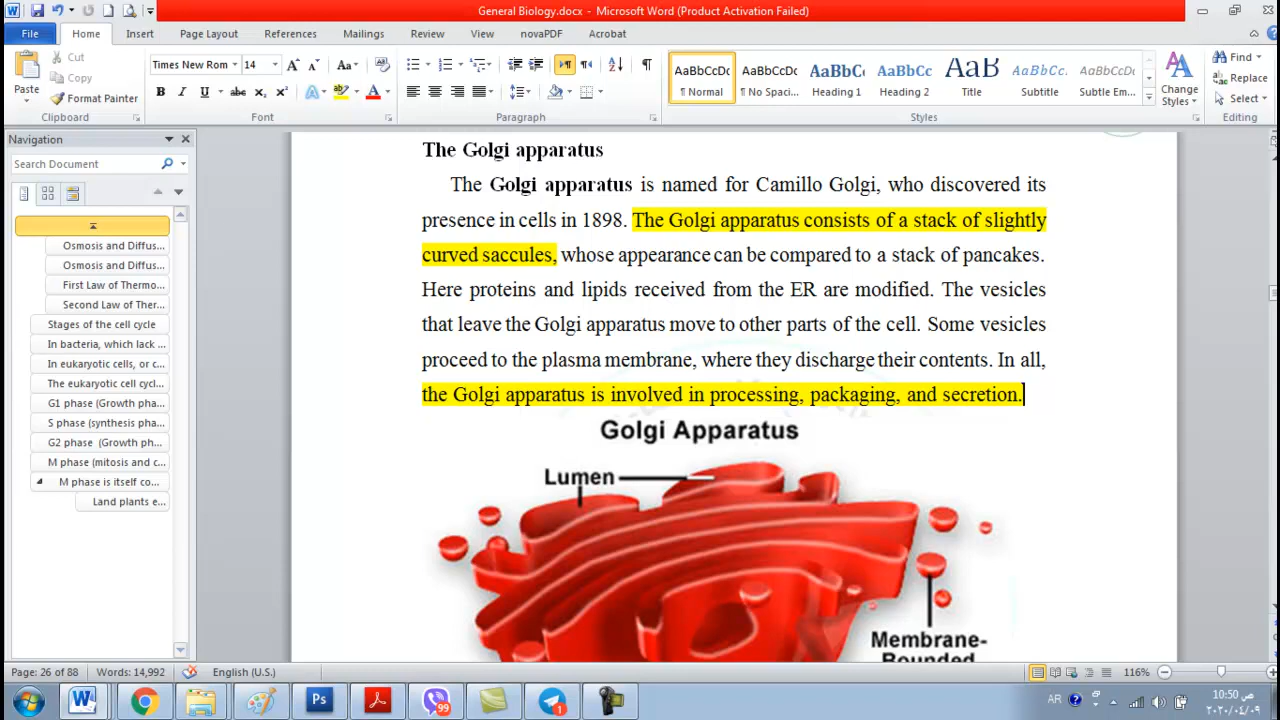 General Biology.docx - Microsoft Word (Product Activation Failed)
File Home Insert Page Layout References Mailings Review View novaPDF Acrobat
Paste
Cut
Copy
Format Painter
Clipboard
Times New Rom 14
B I U abc x₂ x²
Font
Paragraph
AaBbCcDc AaBbCcDc AaBbCc AaBbCc AaB AaBbCcL AaBbCcDc
¶ Normal ¶ No Spaci... Heading 1 Heading 2 Title Subtitle Subtle Em...
Change Styles
Styles
Find
Replace
Select
Editing
Navigation
Search Document
Osmosis and Diffus...
Osmosis and Diffus...
First Law of Thermo...
Second Law of Ther...
Stages of the cell cycle
In bacteria, which lack ...
In eukaryotic cells, or c...
The eukaryotic cell cycl...
G1 phase (Growth pha...
S phase (synthesis pha...
G2 phase (Growth ph...
M phase (mitosis and c...
M phase is itself co...
Land plants e...
The Golgi apparatus
The Golgi apparatus is named for Camillo Golgi, who discovered its
presence in cells in 1898. The Golgi apparatus consists of a stack of slightly
curved saccules, whose appearance can be compared to a stack of pancakes.
Here proteins and lipids received from the ER are modified. The vesicles
that leave the Golgi apparatus move to other parts of the cell. Some vesicles
proceed to the plasma membrane, where they discharge their contents. In all,
the Golgi apparatus is involved in processing, packaging, and secretion.
Golgi Apparatus
Lumen
Membrane-
Bounded
Page: 26 of 88 Words: 14,992 English (U.S.) 116%
W Ps 99 1 AR
10:50 ص
٢٠٢٠/٠٤/٠٩